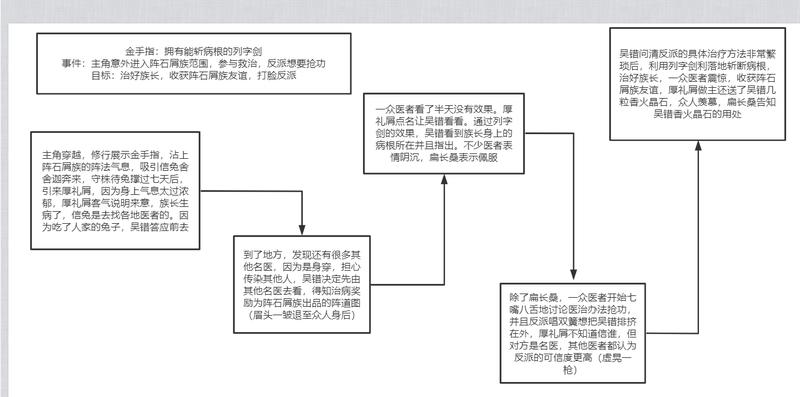 金手指：拥有能斩病根的列字剑
事件：主角意外进入阵石屑族范围，参与救治，反派想要抢功
目标：治好族长，收获阵石屑族友谊，打脸反派
主角穿越，修行展示金手指，沾上
阵石屑族的阵法气息，吸引信兔舍
舍迦奔来，守株待兔撑过七天后，
引来厚礼屑，因为身上气息太过浓
郁，厚礼屑客气说明来意，族长生
病了，信兔是去找各地医者的。因
为吃了人家的兔子，吴错答应前去
到了地方，发现还有很多其
他名医，因为是身穿，担心
传染其他人，吴错决定先由
其他名医去看，得知治病奖
励为阵石屑族出品的阵道图
（眉头一皱退至众人身后）
一众医者看了半天没有效果。厚
礼屑点名让吴错看看。通过列字
剑的效果，吴错看到族长身上的
病根所在并且指出。不少医者表
情阴沉，扁长桑表示佩服
除了扁长桑，一众医者开始七
嘴八舌地讨论医治办法抢功，
并且反派唱双簧想把吴错排挤
在外，厚礼屑不知道信谁，但
对方是名医，其他医者都认为
反派的可信度更高（虚晃一
枪）
吴错问清反派的具体治疗方法非常繁
琐后，利用列字剑利落地斩断病根，
治好族长，一众医者震惊，收获阵石
屑族友谊，厚礼屑做主还送了吴错几
粒香火晶石，众人羡慕，扁长桑告知
吴错香火晶石的用处